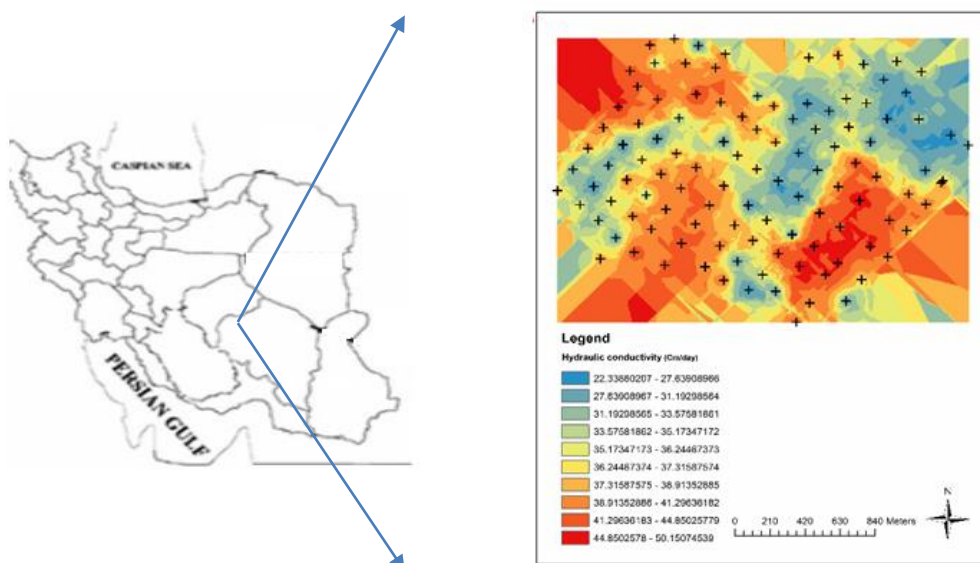 CASPIAN SEA
PERSIAN GULF
Legend
Hydraulic conductivity (Cm/day)
22.33880207 - 27.63908966
27.63908967 - 31.19298564
31.19298565 - 33.57581861
33.57581862 - 35.17347172
35.17347173 - 36.24467373
36.24467374 - 37.31587574
37.31587575 - 38.91352885
38.91352886 - 41.29636182
41.29636183 - 44.85025779
44.8502578 - 50.15074539
N
0 210 420 630 840 Meters